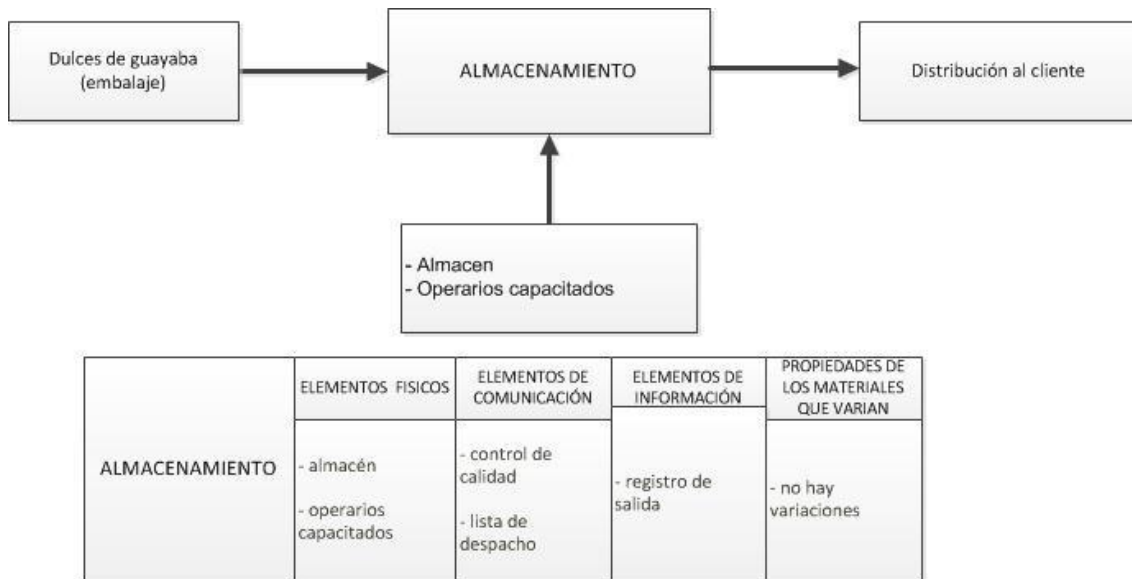 Dulces de guayaba
(embalaje)
ALMACENAMIENTO
Distribución al cliente
- Almacen
- Operarios capacitados
ALMACENAMIENTO
ELEMENTOS FISICOS
- almacén
- operarios
capacitados
ELEMENTOS DE
COMUNICACIÓN
- control de
calidad
- lista de
despacho
ELEMENTOS DE
INFORMACIÓN
- registro de
salida
PROPIEDADES DE
LOS MATERIALES
QUE VARIAN
- no hay
variaciones